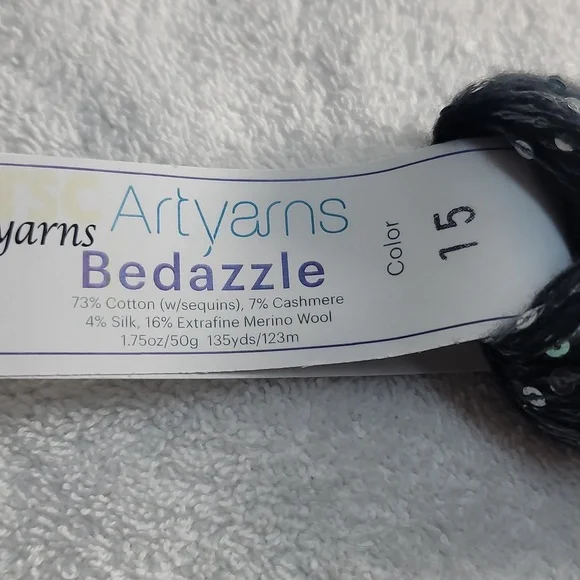 TSC
yarns
Artyarns
Bedazzle
73% Cotton (w/sequins), 7% Cashmere
4% Silk, 16% Extrafine Merino Wool
1.75oz/50g 135yds/123m
Color
15